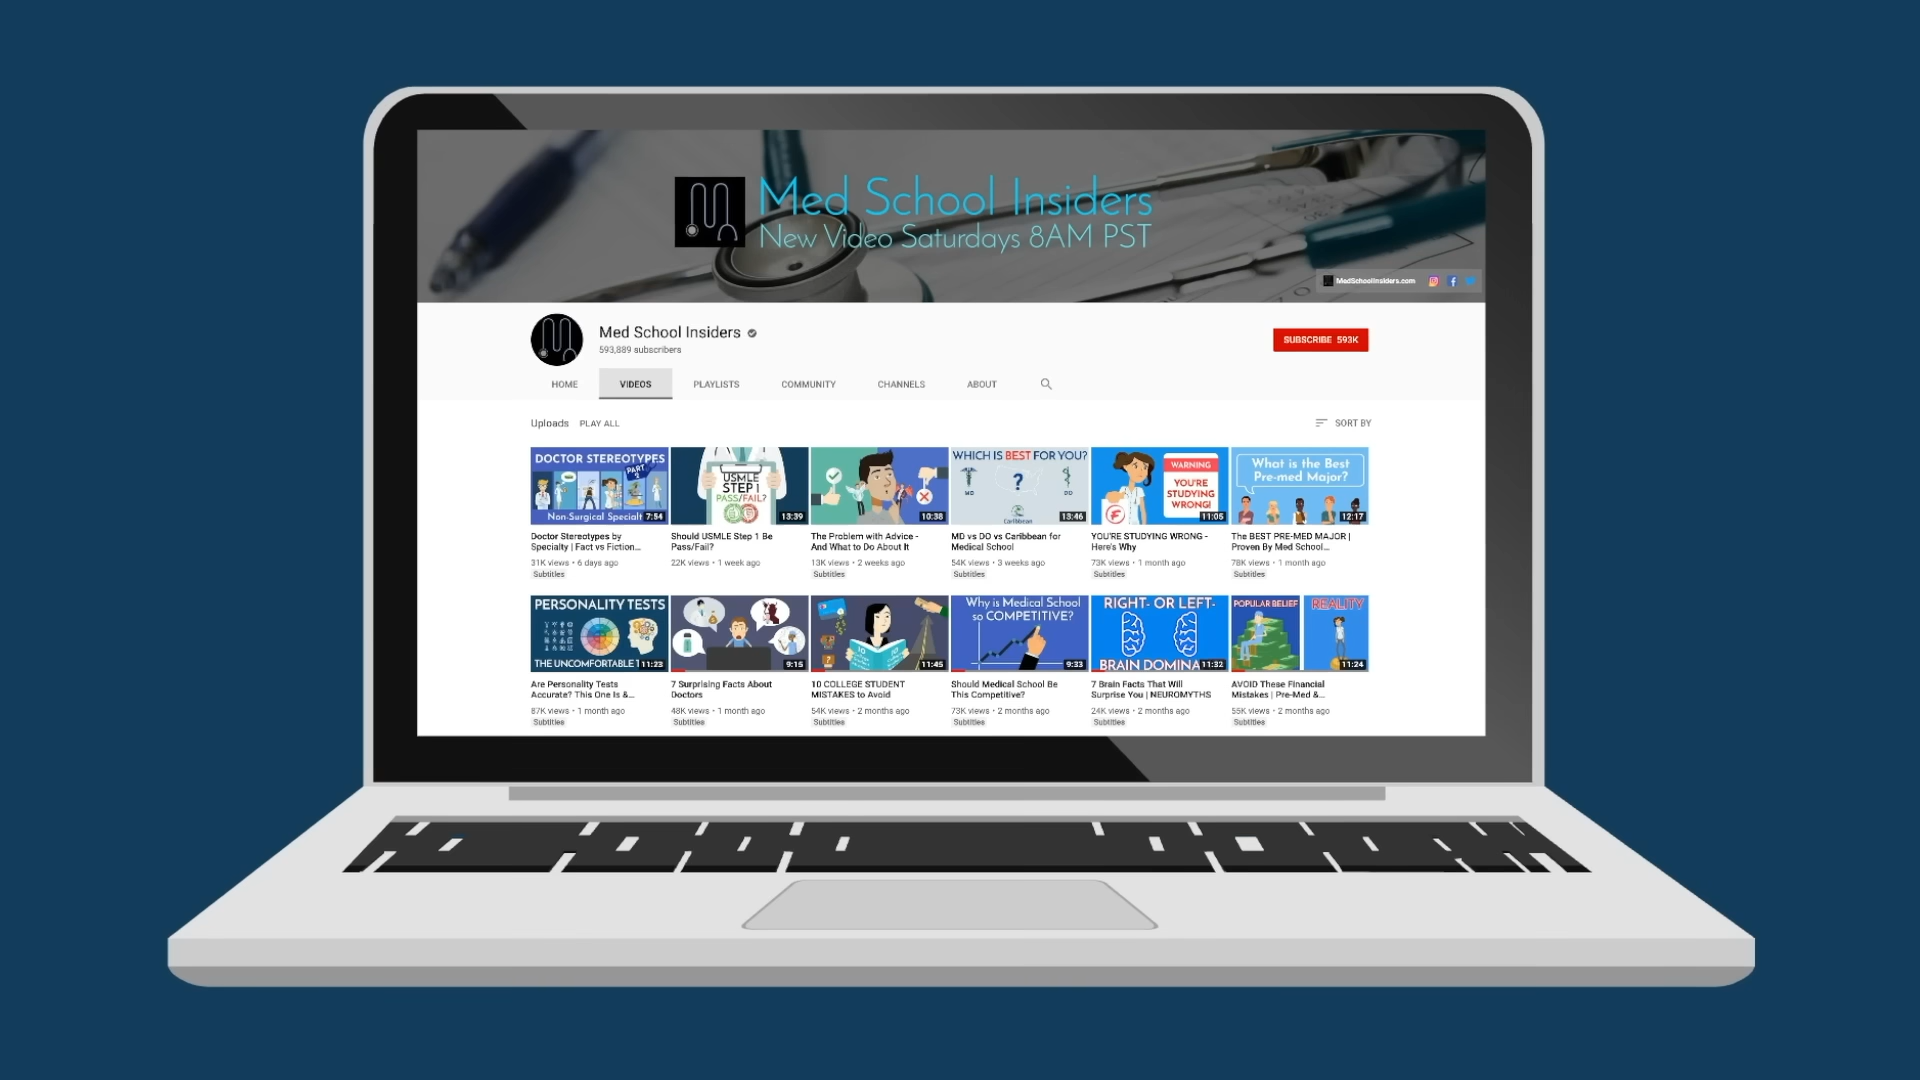 Med School Insiders
New Video Saturdays 8AM PST
MedSchoolInsiders.com
Med School Insiders
593,889 subscribers
SUBSCRIBE 593K
HOME VIDEOS PLAYLISTS COMMUNITY CHANNELS ABOUT
Uploads PLAY ALL
SORT BY
DOCTOR STEREOTYPES
PART 2
Non-Surgical Specialt
7:54
Doctor Stereotypes by
Specialty | Fact vs Fiction...
31K views • 6 days ago
Subtitles
USMLE
STEP 1
PASS/FAIL?
13:39
Should USMLE Step 1 Be
Pass/Fail?
22K views • 1 week ago
10:38
The Problem with Advice -
And What to Do About It
13K views • 2 weeks ago
Subtitles
WHICH IS BEST FOR YOU?
?
MD
DO
Caribbean
13:46
MD vs DO vs Caribbean for
Medical School
54K views • 3 weeks ago
Subtitles
WARNING
YOU'RE
STUDYING
WRONG!
F
11:05
YOU'RE STUDYING WRONG -
Here's Why
73K views • 1 month ago
Subtitles
What is the Best
Pre-med Major?
12:17
The BEST PRE-MED MAJOR |
Proven By Med School...
78K views • 1 month ago
Subtitles
PERSONALITY TESTS
THE UNCOMFORTABLE T
11:23
Are Personality Tests
Accurate? This One Is &...
87K views • 1 month ago
Subtitles
9:15
7 Surprising Facts About
Doctors
48K views • 1 month ago
Subtitles
10
11:45
10 COLLEGE STUDENT
MISTAKES to Avoid
54K views • 2 months ago
Subtitles
Why is Medical School
so COMPETITIVE?
9:33
Should Medical School Be
This Competitive?
73K views • 2 months ago
Subtitles
RIGHT- OR LEFT-
BRAIN DOMINA
11:32
7 Brain Facts That Will
Surprise You | NEUROMYTHS
24K views • 2 months ago
Subtitles
POPULAR BELIEF
REALITY
11:24
AVOID These Financial
Mistakes | Pre-Med &...
55K views • 2 months ago
Subtitles